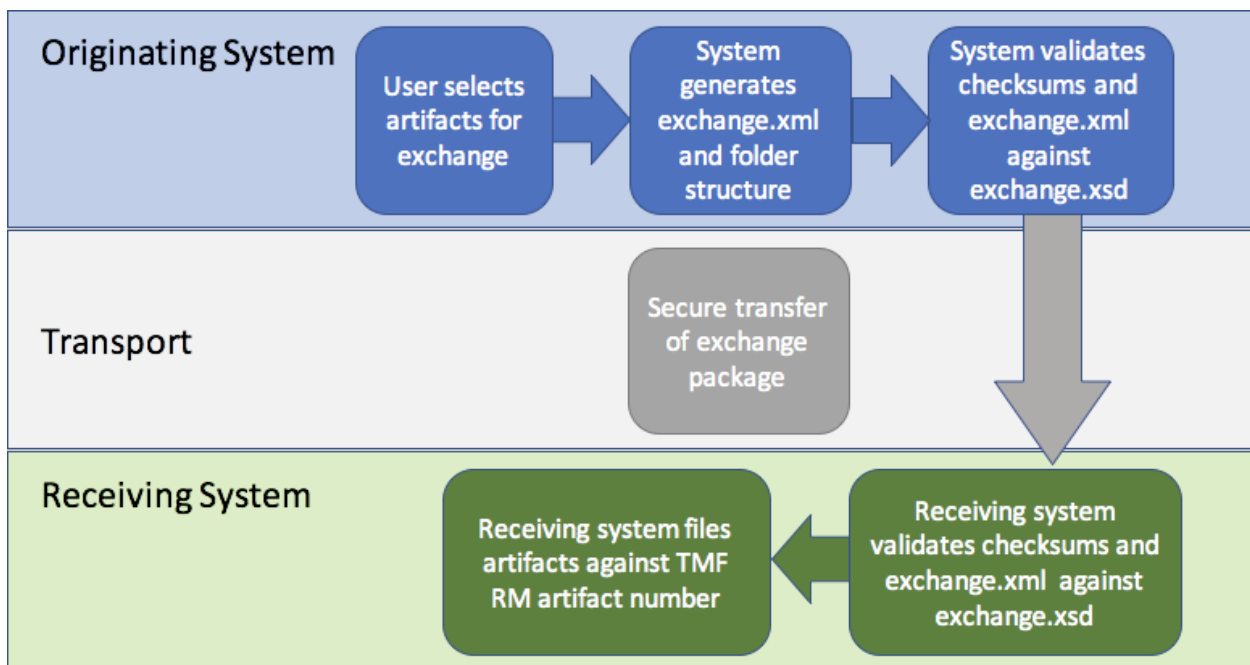 Originating System
User selects
artifacts for
exchange
System
generates
exchange.xml
and folder
structure
System validates
checksums and
exchange.xml
against
exchange.xsd
Transport
Secure transfer
of exchange
package
Receiving System
Receiving system files
artifacts against TMF
RM artifact number
Receiving system
validates checksums and
exchange.xml against
exchange.xsd